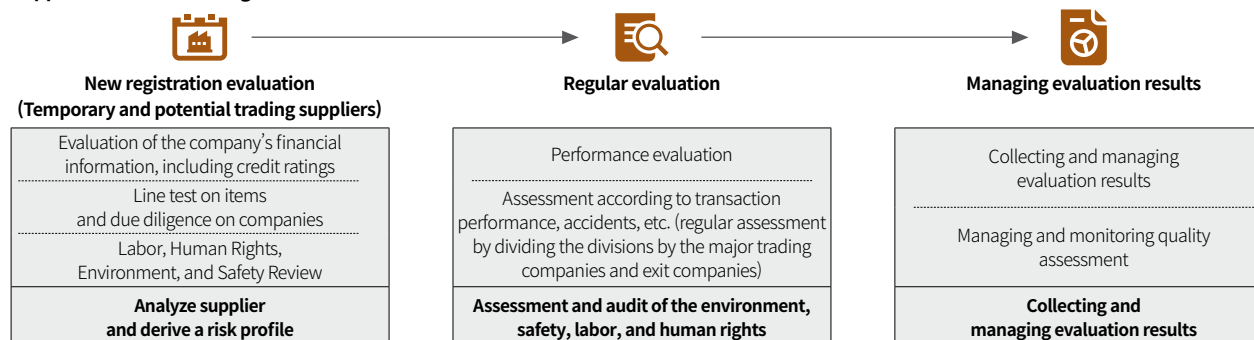 New registration evaluation
(Temporary and potential trading suppliers)
Evaluation of the company's financial
information, including credit ratings
Line test on items
and due diligence on companies
Labor, Human Rights,
Environment, and Safety Review
Analyze supplier
and derive a risk profile
Regular evaluation
Performance evaluation
Assessment according to transaction
performance, accidents, etc. (regular assessment
by dividing the divisions by the major trading
companies and exit companies)
Assessment and audit of the environment,
safety, labor, and human rights
Managing evaluation results
Collecting and managing
evaluation results
Managing and monitoring quality
assessment
Collecting and
managing evaluation results